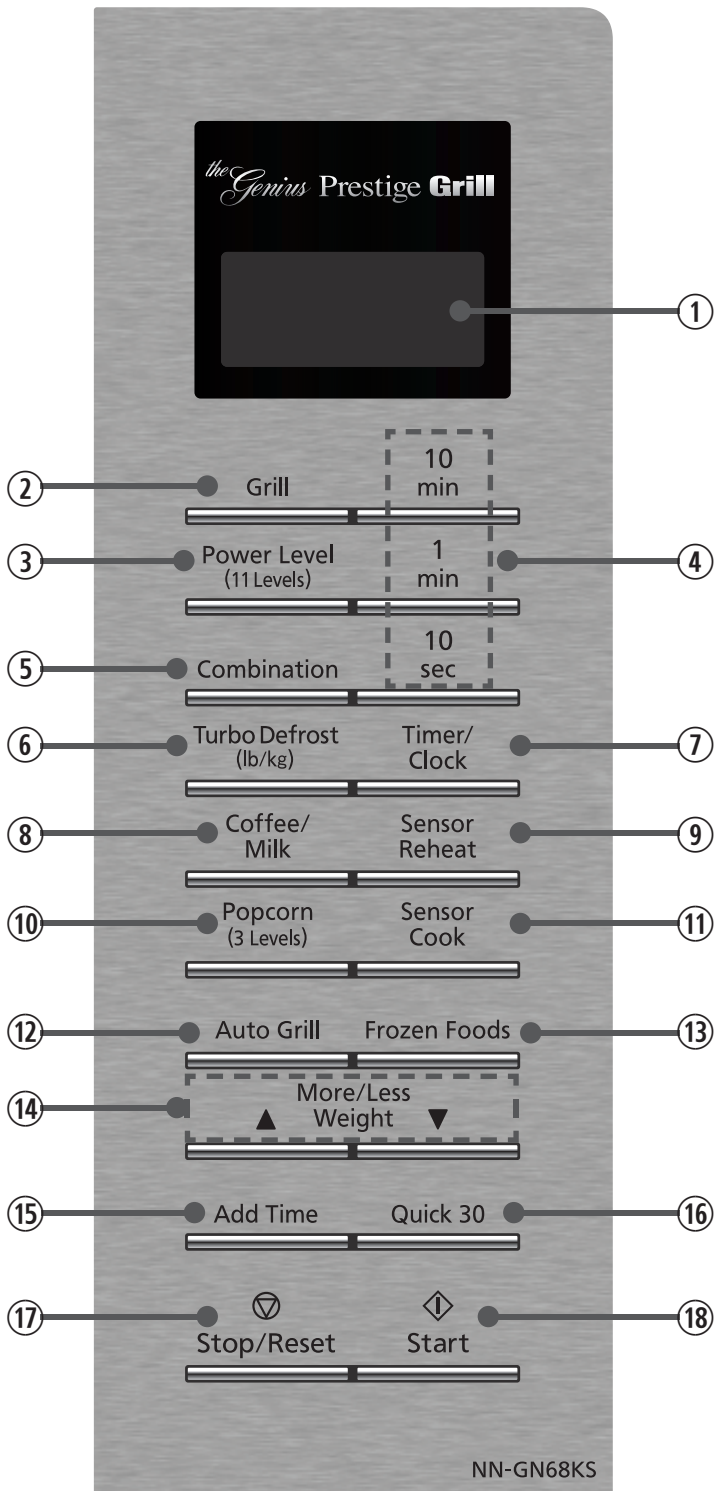 the Genius Prestige Grill
①
② Grill
10
min
③ Power Level
(11 Levels)
1
min
④
⑤ Combination
10
sec
⑥ Turbo Defrost
(lb/kg)
Timer/
Clock
⑦
⑧ Coffee/
Milk
Sensor
Reheat
⑨
⑩ Popcorn
(3 Levels)
Sensor
Cook
⑪
⑫ Auto Grill
Frozen Foods ⑬
⑭ More/Less
▲ Weight ▼
⑮ Add Time
Quick 30 ⑯
⑰ Stop/Reset
Start ⑱
NN-GN68KS